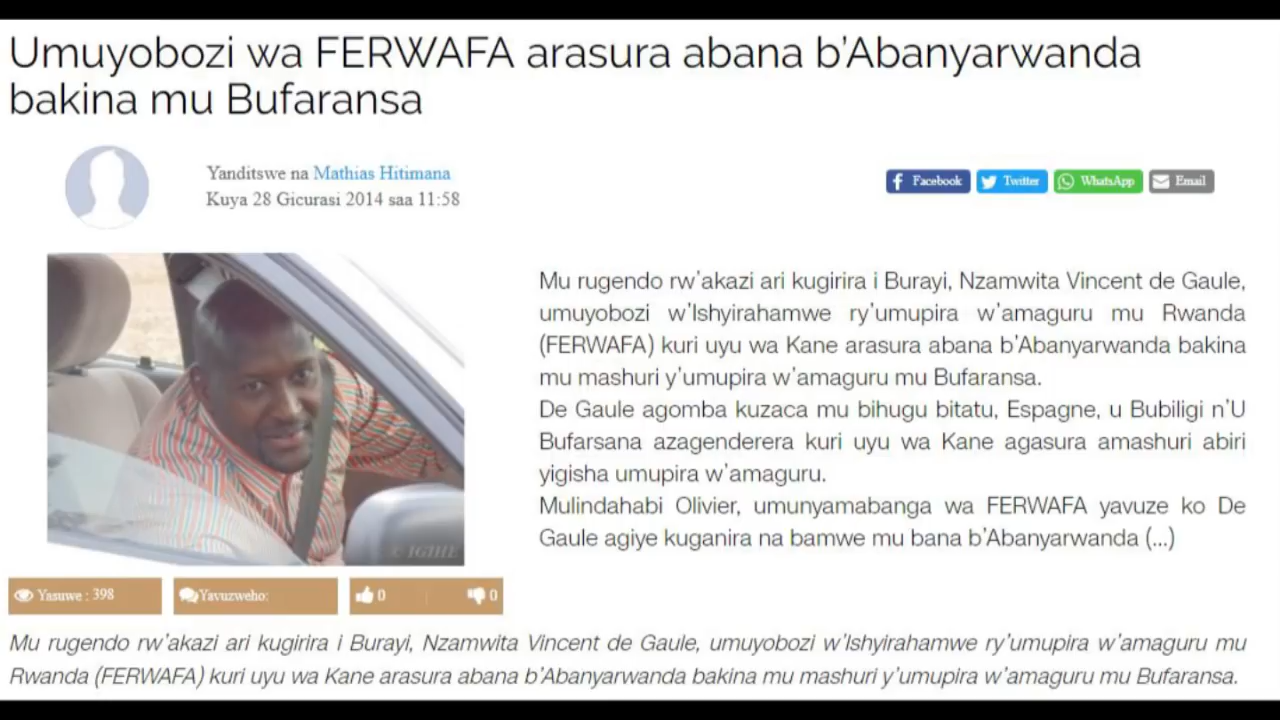 Umuyobozi wa FERWAFA arasura abana b'Abanyarwanda
bakina mu Bufaransa
Yanditswe na Mathias Hitimana
Kuya 28 Gicurasi 2014 saa 11:58
Facebook
Twitter
WhatsApp
Email
Mu rugendo rw'akazi ari kugirira i Burayi, Nzamwita Vincent de Gaule,
umuyobozi w'Ishyirahamwe ry'umupira w'amaguru mu Rwanda
(FERWAFA) kuri uyu wa Kane arasura abana b'Abanyarwanda bakina
mu mashuri y'umupira w'amaguru mu Bufaransa.
De Gaule agomba kuzaca mu bihugu bitatu, Espagne, u Bubiligi n'U
Bufarsana azagenderera kuri uyu wa Kane agasura amashuri abiri
yigisha umupira w'amaguru.
Mulindahabi Olivier, umunyamabanga wa FERWAFA yavuze ko De
Gaule agiye kuganira na bamwe mu bana b'Abanyarwanda (...)
© IGIHE
Yasuwe : 398
Yavuzweho:
0
0
Mu rugendo rw'akazi ari kugirira i Burayi, Nzamwita Vincent de Gaule, umuyobozi w'Ishyirahamwe ry'umupira w'amaguru mu
Rwanda (FERWAFA) kuri uyu wa Kane arasura abana b'Abanyarwanda bakina mu mashuri y'umupira w'amaguru mu Bufaransa.